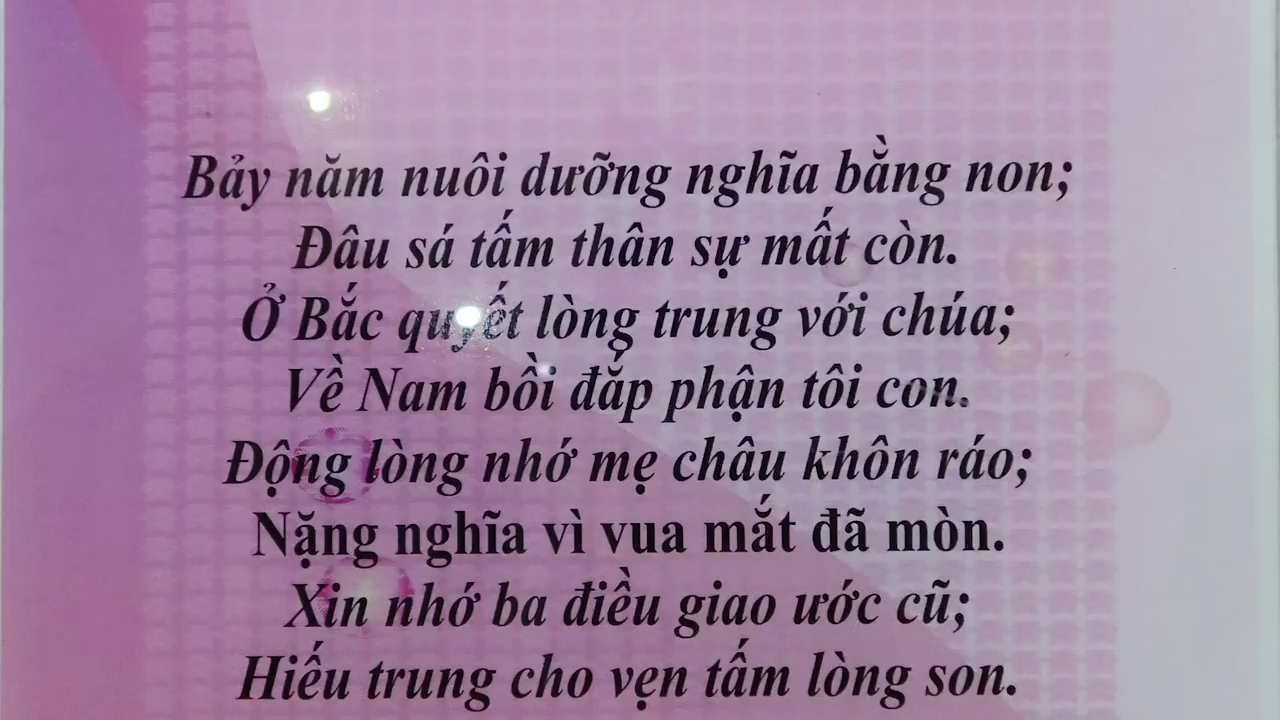 Bảy năm nuôi dưỡng nghĩa bằng non;
Đâu sá tấm thân sự mất còn.
Ở Bắc quyết lòng trung với chúa;
Về Nam bồi đắp phận tôi con.
Động lòng nhớ mẹ châu khôn ráo;
Nặng nghĩa vì vua mắt đã mòn.
Xin nhớ ba điều giao ước cũ;
Hiếu trung cho vẹn tấm lòng son.